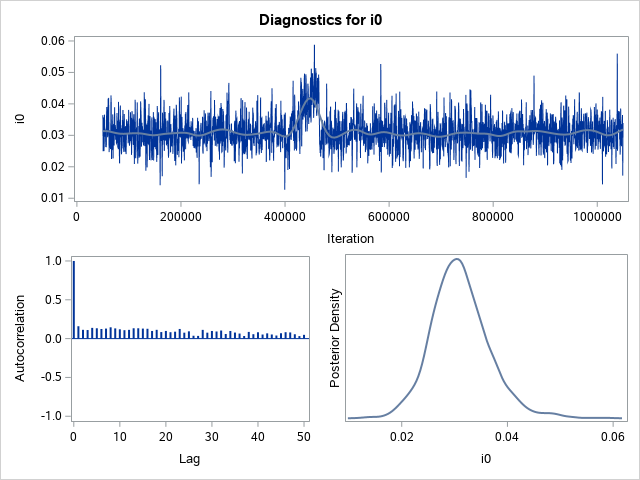 Diagnostics for i0
0.06
0.05
0.04
0.03
0.02
0.01
i0
0 200000 400000 600000 800000 1000000
Iteration
1.0
0.5
0.0
-0.5
-1.0
Autocorrelation
0 10 20 30 40 50
Lag
Posterior Density
0.02 0.04 0.06
i0